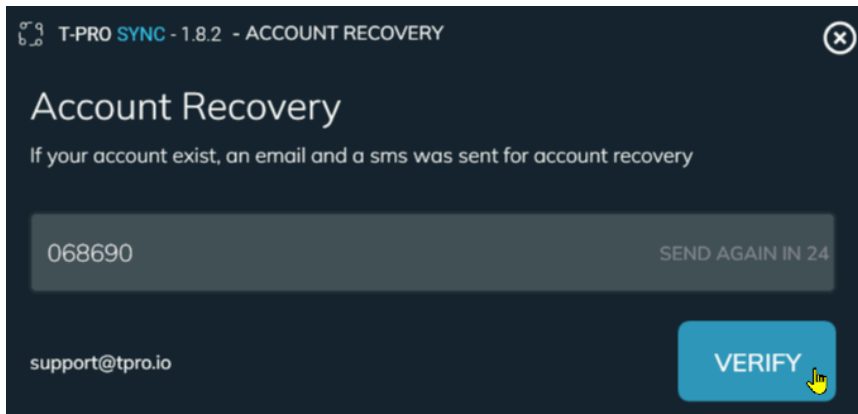 T-PRO SYNC - 1.8.2 - ACCOUNT RECOVERY
Account Recovery
If your account exist, an email and a sms was sent for account recovery
068690 SEND AGAIN IN 24
support@tpro.io VERIFY